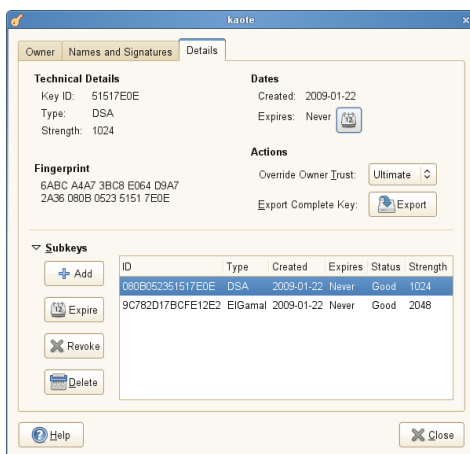 kaote
Owner Names and Signatures Details
Technical Details
Key ID: 51517E0E
Type: DSA
Strength: 1024
Fingerprint
6ABC A4A7 3BC8 E064 D9A7
2A36 080B 0523 5151 7E0E
Dates
Created: 2009-01-22
Expires: Never 12
Actions
Override Owner Trust: Ultimate
Export Complete Key: Export
Subkeys
Add
12 Expire
Revoke
Delete
ID Type Created Expires Status Strength
080B052351517E0E DSA 2009-01-22 Never Good 1024
9C782D17BCFE12E2 ElGamal 2009-01-22 Never Good 2048
Help
Close